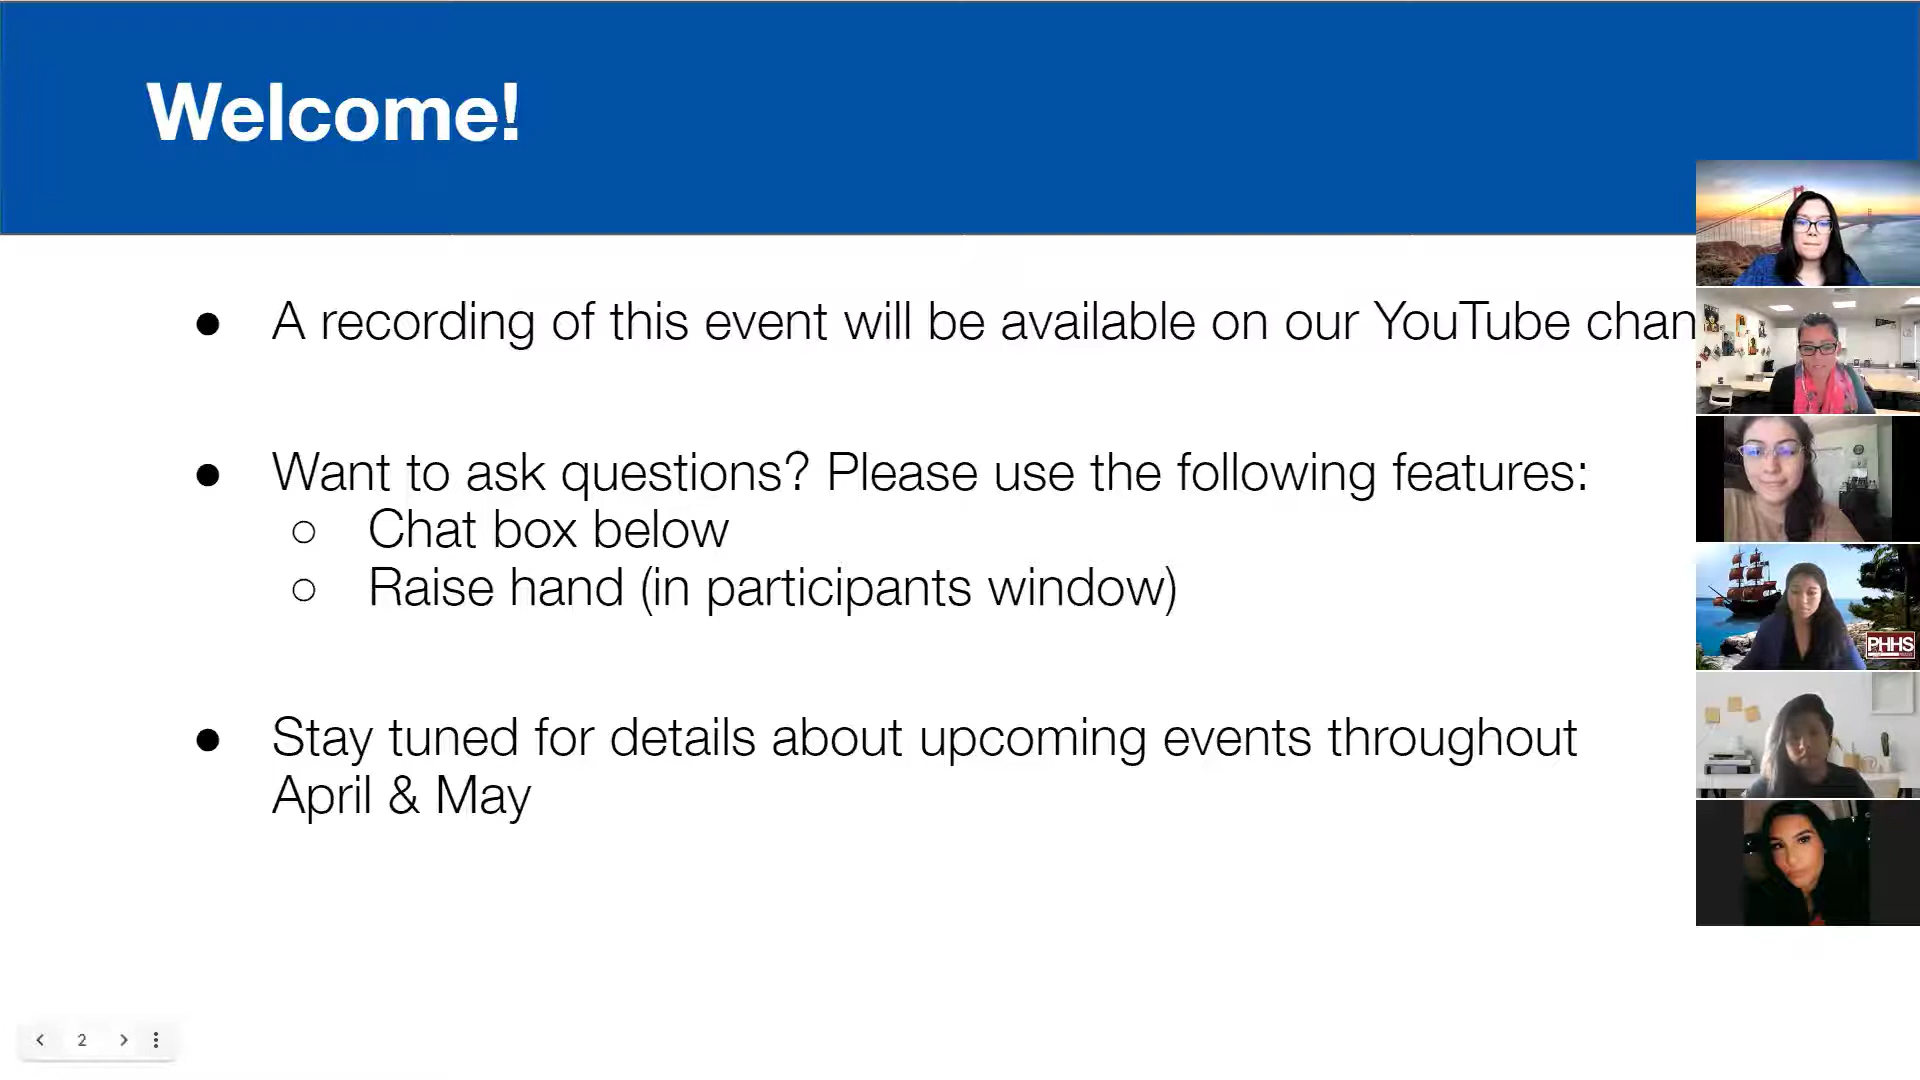 Welcome!
● A recording of this event will be available on our YouTube chan
● Want to ask questions? Please use the following features:
○ Chat box below
○ Raise hand (in participants window)
PHHS
● Stay tuned for details about upcoming events throughout
April & May
2